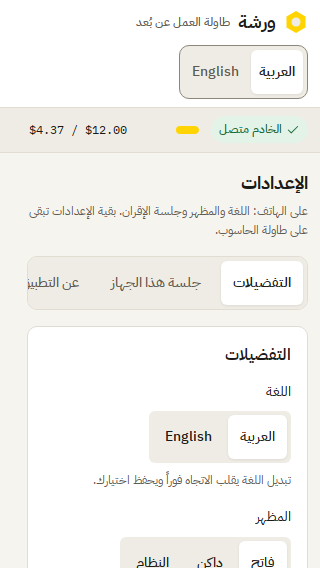 ورشة طاولة العمل عن بُعد
العربية English
الخادم متصل $4.37 / $12.00
الإعدادات
على الهاتف: اللغة والمظهر وجلسة الإقران. بقية الإعدادات تبقى
على طاولة الحاسوب.
التفضيلات جلسة هذا الجهاز عن التطبيق
التفضيلات
اللغة
العربية English
تبديل اللغة يقلب الاتجاه فوراً ويحفظ اختيارك.
المظهر
فاتح داكن النظام